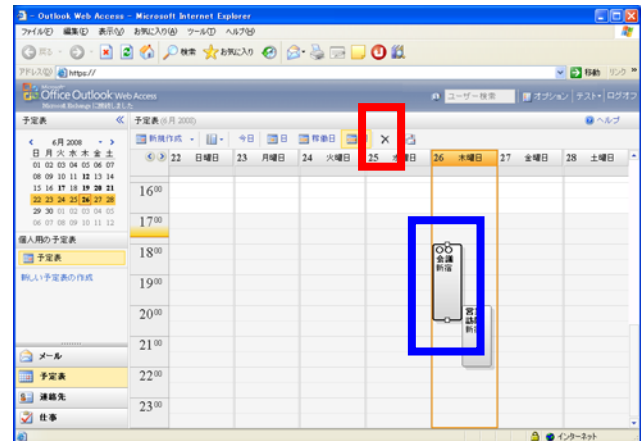 - Outlook Web Access - Microsoft Internet Explorer
ファイル(F) 編集(E) 表示(V) お気に入り(A) ツール(T) ヘルプ(H)
戻る 検索 お気に入り
アドレス(D) https:// 移動 リンク »
Microsoft
Office Outlook Web Access
ユーザー検索 オプション テスト ログオフ
予定表 « 予定表 (6月 2008) ヘルプ
新規作成 今日 日 稼働日
6月 2008
日 月 火 水 木 金 土
01 02 03 04 05 06 07
08 09 10 11 12 13 14
15 16 17 18 19 20 21
22 23 24 25 26 27 28
29 30 01 02 03 04 05
06 07 08 09 10 11 12
個人用の予定表
予定表
新しい予定表の作成
メール
予定表
連絡先
仕事
22 日曜日 23 月曜日 24 火曜日 25 26 木曜日 27 金曜日 28 土曜日
16 00
17 00
18 00
19 00
20 00
21 00
22 00
23 00
会議
新宿
インターネット